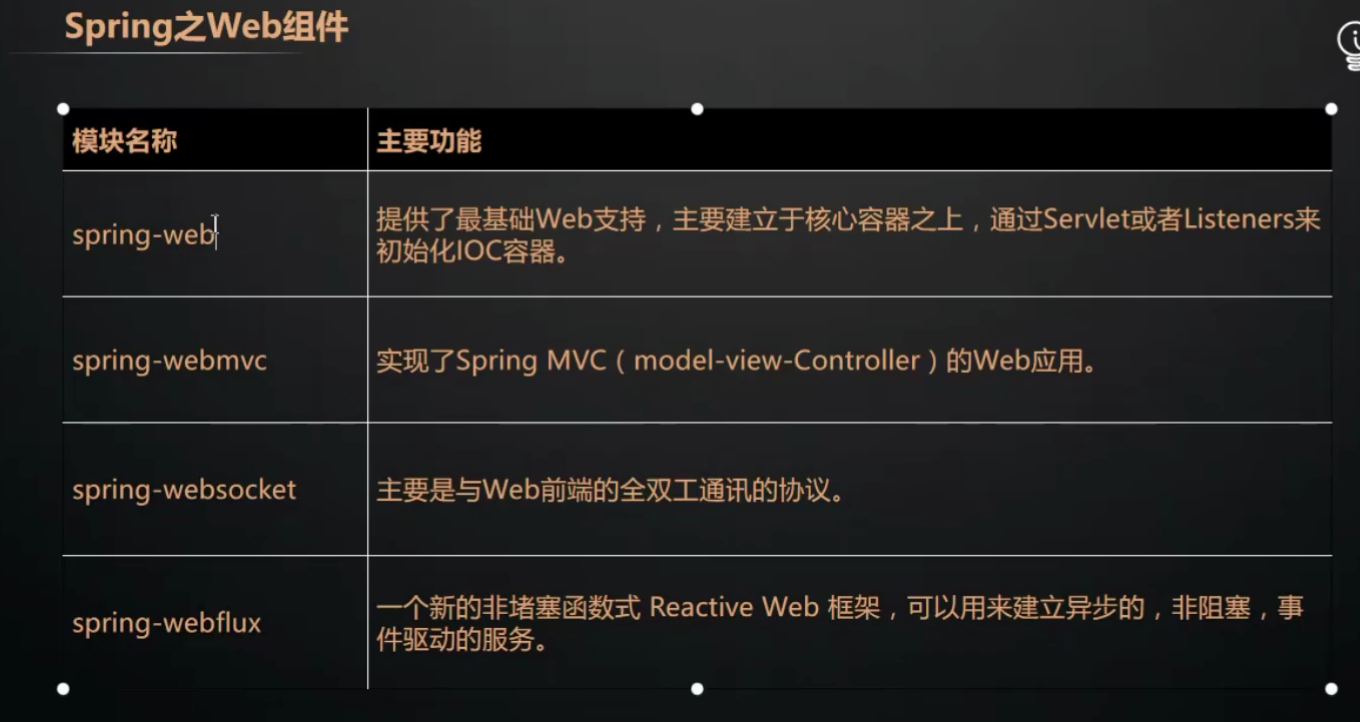 Spring之Web组件
模块名称
主要功能
spring-web
提供了最基础Web支持，主要建立于核心容器之上，通过Servlet或者Listeners来
初始化IOC容器。
spring-webmvc
实现了Spring MVC（model-view-Controller）的Web应用。
spring-websocket
主要是与Web前端的全双工通讯的协议。
spring-webflux
一个新的非堵塞函数式 Reactive Web 框架，可以用来建立异步的，非阻塞，事
件驱动的服务。